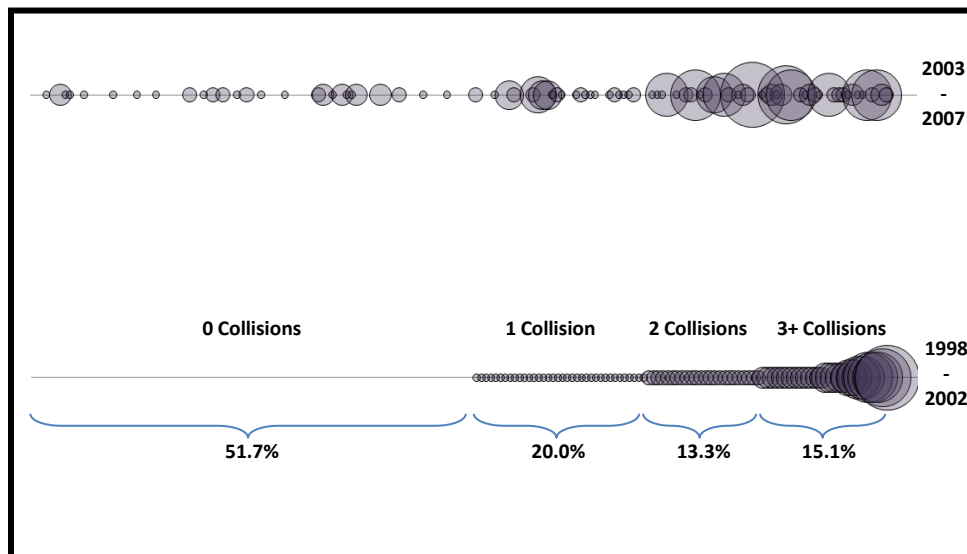 2003
-
2007
0 Collisions
1 Collision
2 Collisions
3+ Collisions
1998
-
2002
51.7%
20.0%
13.3%
15.1%